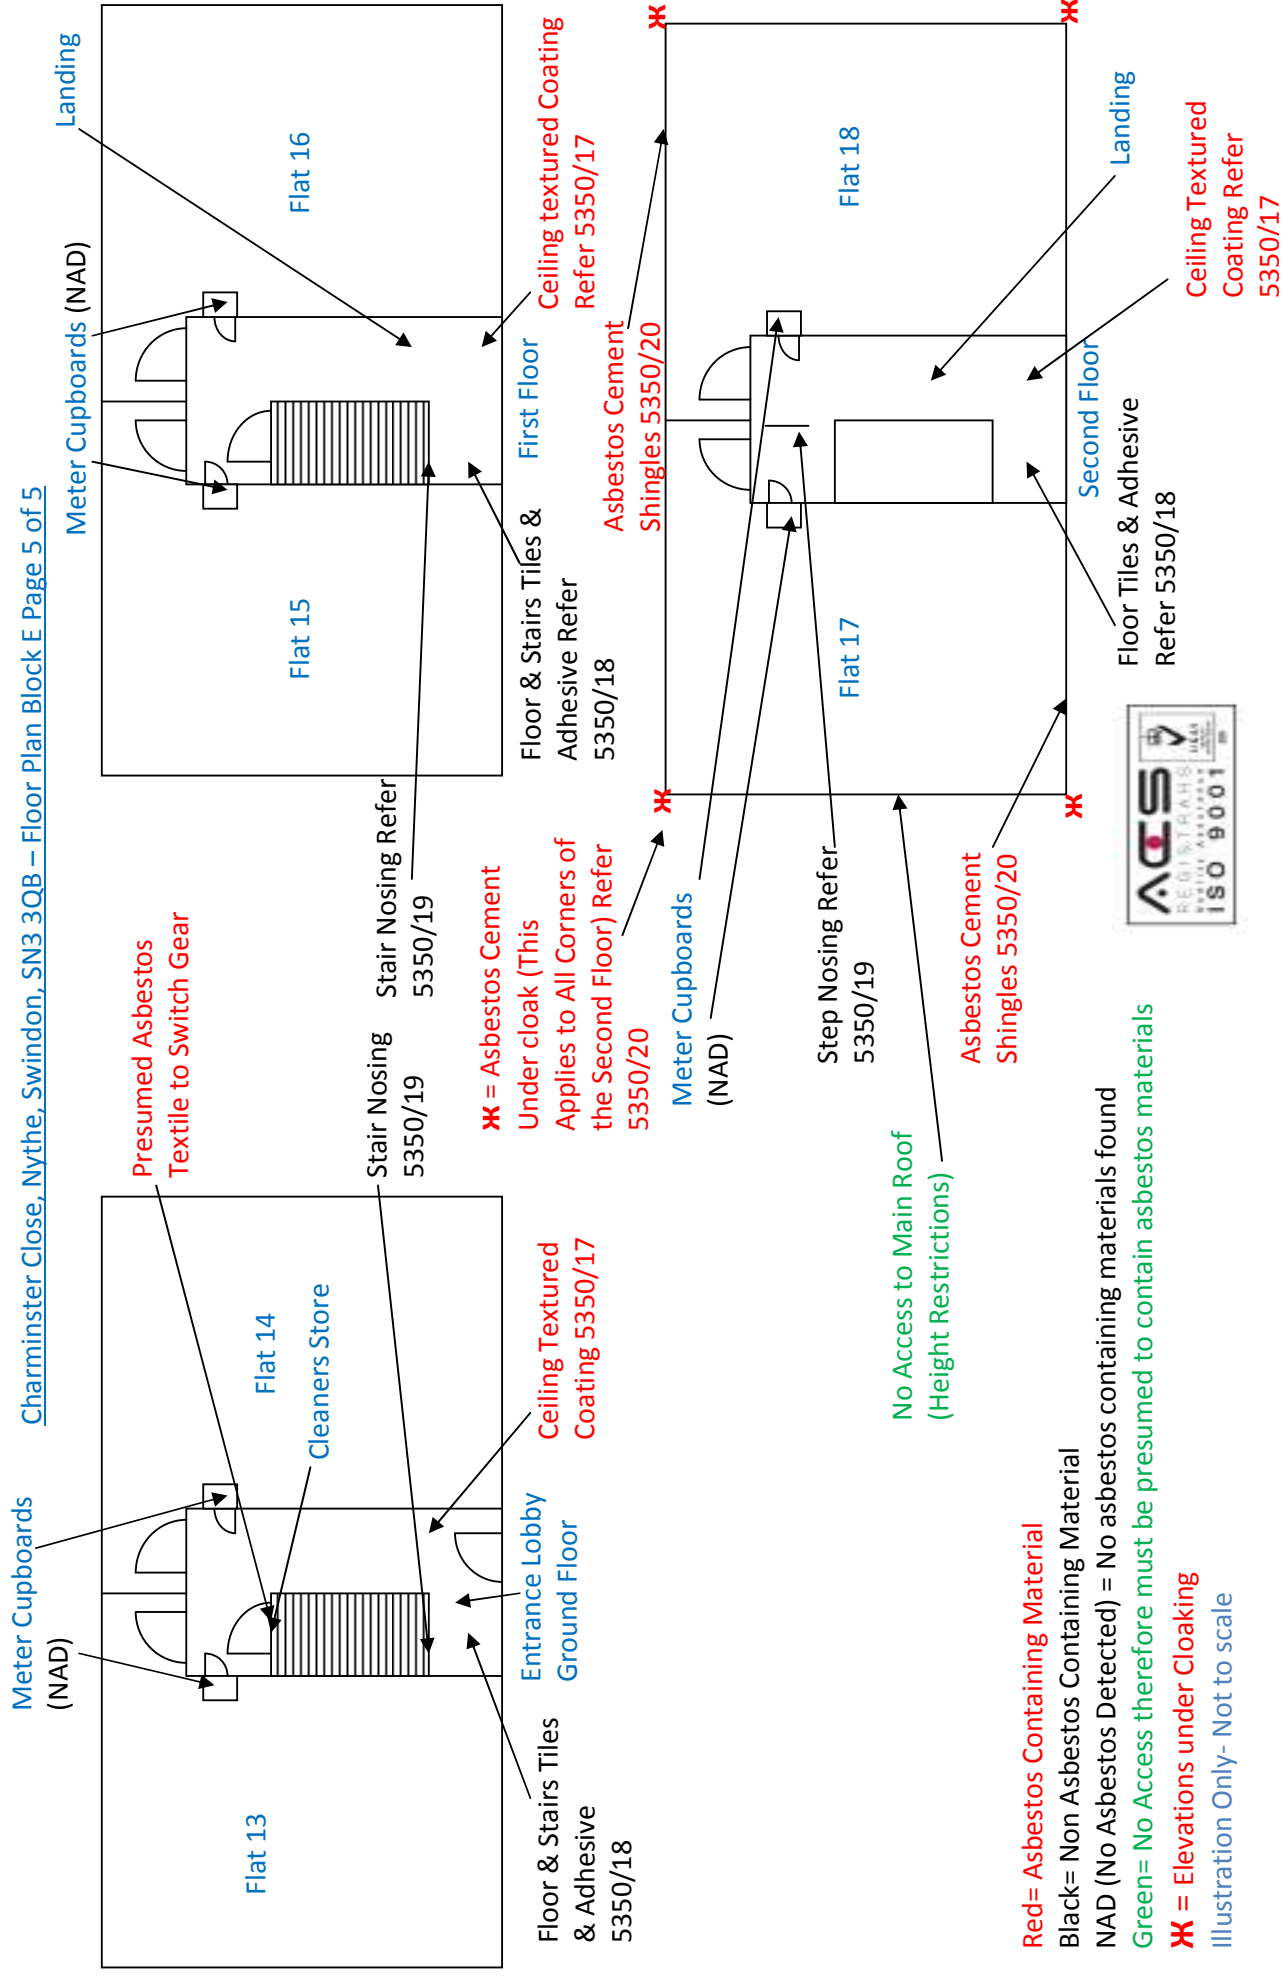 Charminster Close, Nythe, Swindon, SN3 3QB – Floor Plan Block E Page 5 of 5
Meter Cupboards
(NAD)
Presumed Asbestos
Textile to Switch Gear
Flat 13
Flat 14
Cleaners Store
Stair Nosing
5350/19
Floor & Stairs Tiles
& Adhesive
5350/18
Entrance Lobby
Ground Floor
Ceiling Textured
Coating 5350/17
Meter Cupboards (NAD)
Landing
Flat 15
Flat 16
Stair Nosing Refer
5350/19
Floor & Stairs Tiles &
Adhesive Refer
5350/18
First Floor
Ceiling textured Coating
Refer 5350/17
Ж = Asbestos Cement
Under cloak (This
Applies to All Corners of
the Second Floor) Refer
5350/20
Ж
Ж
Asbestos Cement
Shingles 5350/20
Meter Cupboards
(NAD)
Flat 17
Flat 18
Step Nosing Refer
5350/19
No Access to Main Roof
(Height Restrictions)
Asbestos Cement
Shingles 5350/20
Ж
Ж
Second Floor
Landing
Floor Tiles & Adhesive
Refer 5350/18
Ceiling Textured
Coating Refer
5350/17
Red= Asbestos Containing Material
Black= Non Asbestos Containing Material
NAD (No Asbestos Detected) = No asbestos containing materials found
Green= No Access therefore must be presumed to contain asbestos materials
Ж = Elevations under Cloaking
Illustration Only- Not to scale
ACS
REGISTRARS
ISO 9001